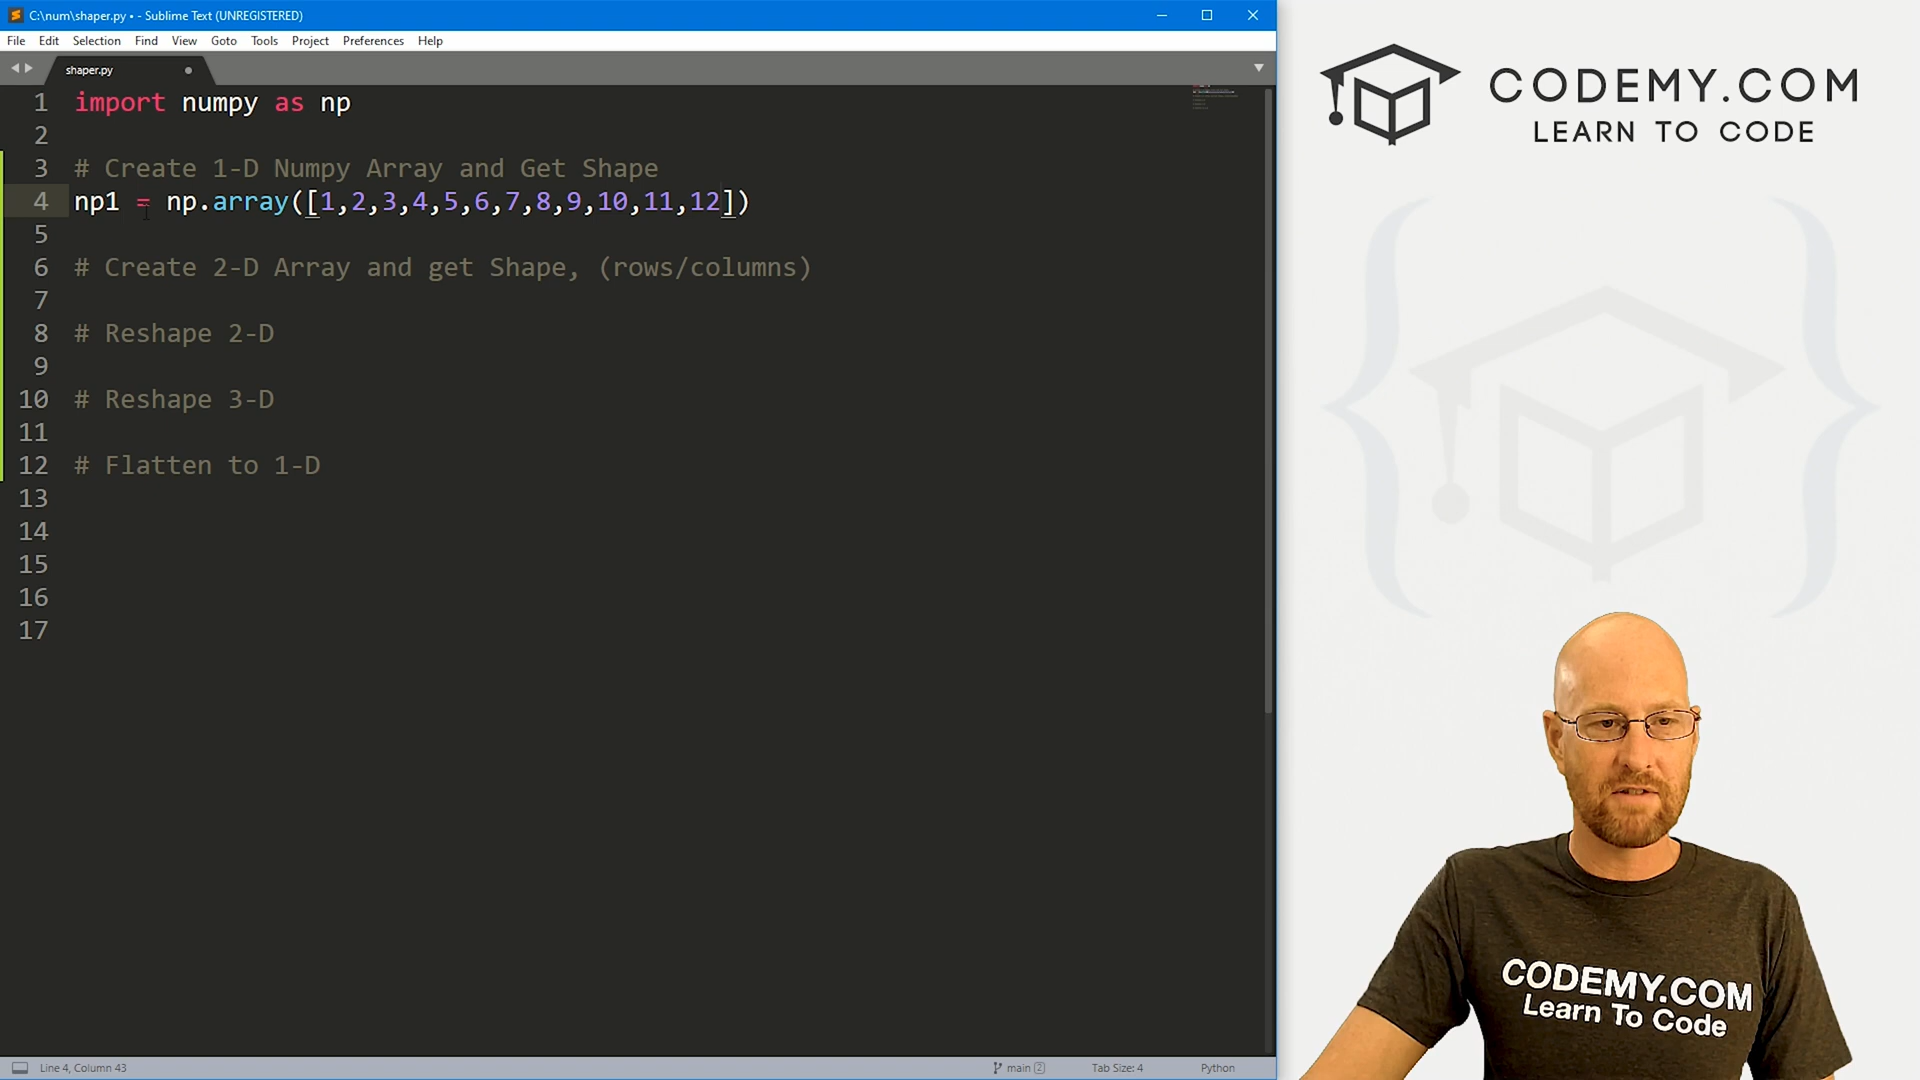 C:\num\shaper.py • - Sublime Text (UNREGISTERED)
File Edit Selection Find View Goto Tools Project Preferences Help
shaper.py
1 import numpy as np
2
3 # Create 1-D Numpy Array and Get Shape
4 np1 = np.array([1,2,3,4,5,6,7,8,9,10,11,12])
5
6 # Create 2-D Array and get Shape, (rows/columns)
7
8 # Reshape 2-D
9
10 # Reshape 3-D
11
12 # Flatten to 1-D
13
14
15
16
17
Line 4, Column 43
main 2
Tab Size: 4
Python
CODEMY.COM
LEARN TO CODE
CODEMY.COM
Learn To Code